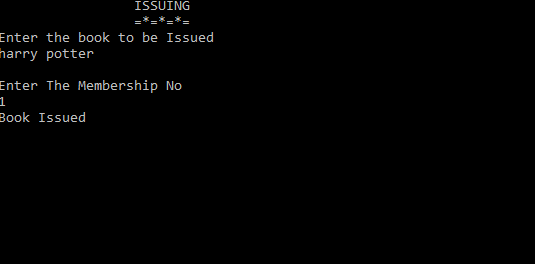 ISSUING
=*=*=*=
Enter the book to be Issued
harry potter
Enter The Membership No
1
Book Issued